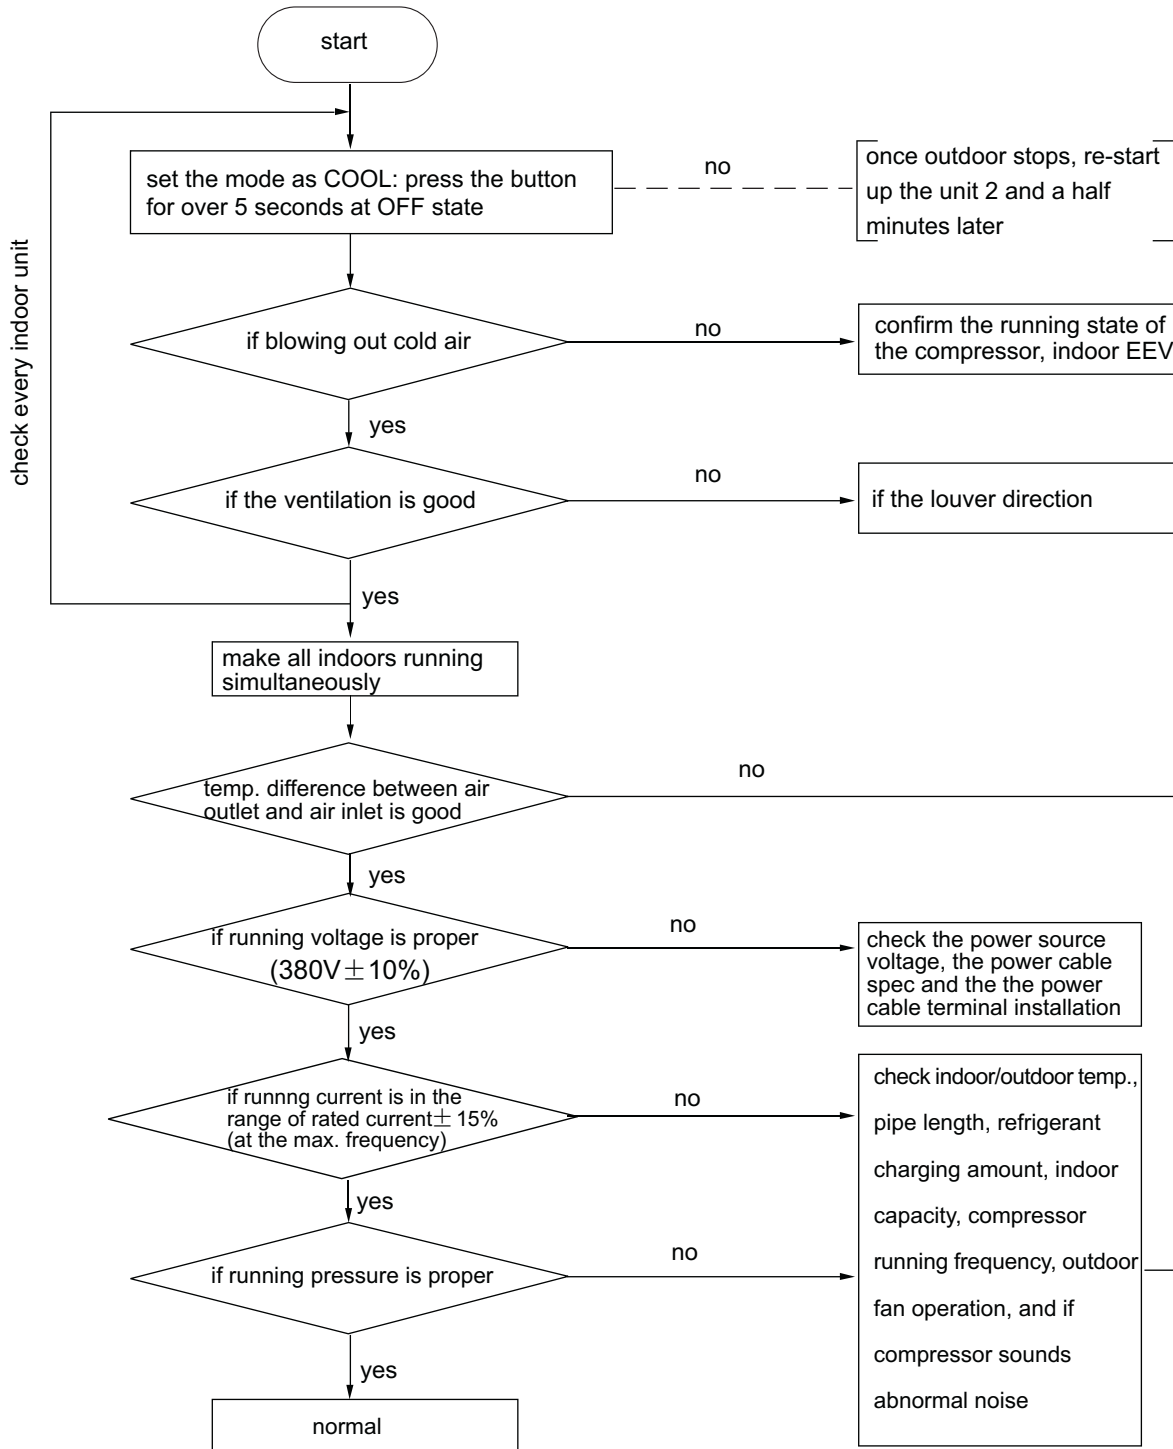 start
set the mode as COOL: press the button
for over 5 seconds at OFF state
no
once outdoor stops, re-start
up the unit 2 and a half
minutes later
check every indoor unit
if blowing out cold air
no
confirm the running state of
the compressor, indoor EEV
yes
if the ventilation is good
no
if the louver direction
yes
make all indoors running
simultaneously
temp. difference between air
outlet and air inlet is good
no
yes
if running voltage is proper
(380V±10%)
no
check the power source
voltage, the power cable
spec and the the power
cable terminal installation
yes
if runnng current is in the
range of rated current± 15%
(at the max. frequency)
no
check indoor/outdoor temp.,
pipe length, refrigerant
charging amount, indoor
capacity, compressor
running frequency, outdoor
fan operation, and if
compressor sounds
abnormal noise
yes
if running pressure is proper
no
yes
normal